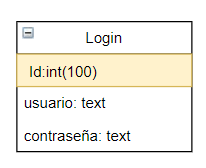 Login
Id:int(100)
usuario: text
contraseña: text